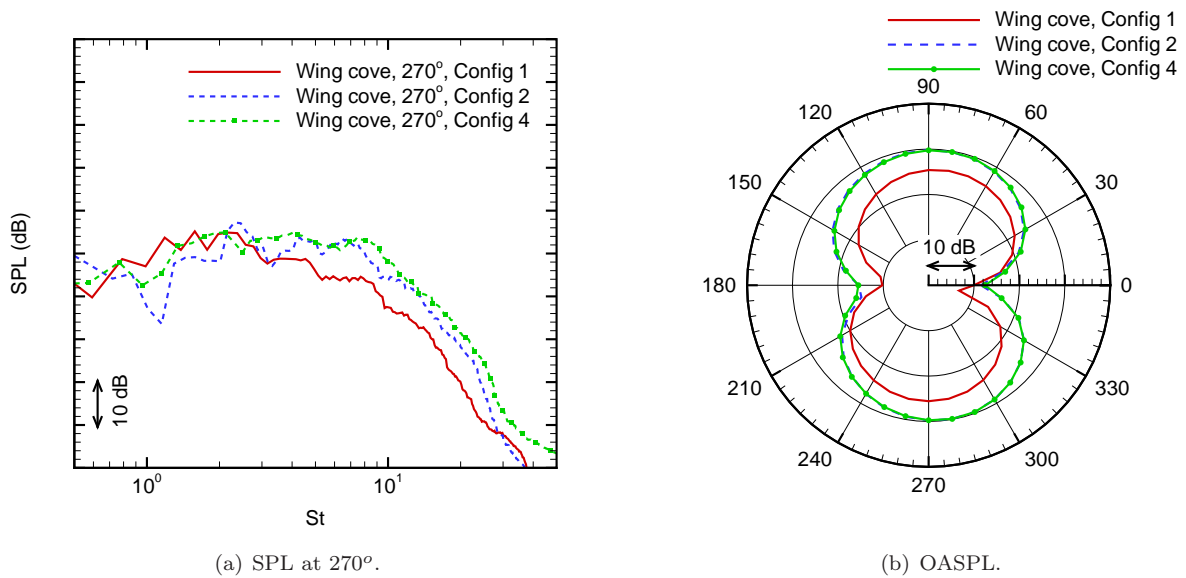 Wing cove, 270°, Config 1
Wing cove, 270°, Config 2
Wing cove, 270°, Config 4
SPL (dB)
10 dB
10⁰
10¹
St
(a) SPL at 270°.
Wing cove, Config 1
Wing cove, Config 2
Wing cove, Config 4
90
120
60
150
30
10 dB
180
0
210
330
240
300
270
(b) OASPL.